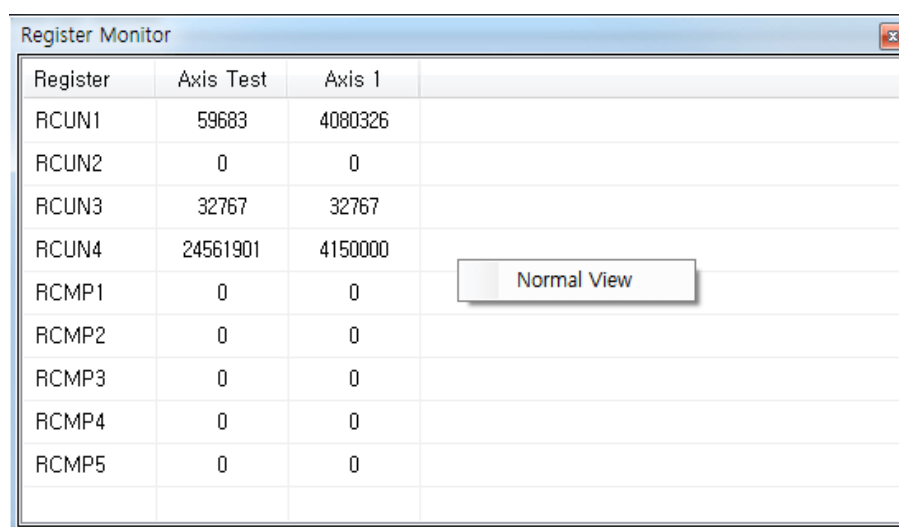 Register Monitor
Register Axis Test Axis 1
RCUN1 59683 4080326
RCUN2 0 0
RCUN3 32767 32767
RCUN4 24561901 4150000
Normal View
RCMP1 0 0
RCMP2 0 0
RCMP3 0 0
RCMP4 0 0
RCMP5 0 0